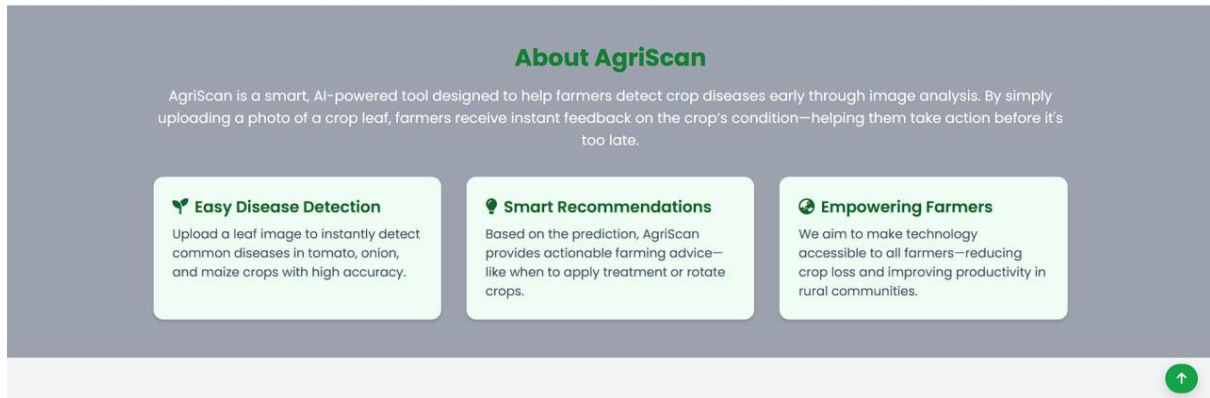 About AgriScan
AgriScan is a smart, AI-powered tool designed to help farmers detect crop diseases early through image analysis. By simply
uploading a photo of a crop leaf, farmers receive instant feedback on the crop's condition—helping them take action before it's
too late.
Easy Disease Detection
Upload a leaf image to instantly detect
common diseases in tomato, onion,
and maize crops with high accuracy.
Smart Recommendations
Based on the prediction, AgriScan
provides actionable farming advice—
like when to apply treatment or rotate
crops.
Empowering Farmers
We aim to make technology
accessible to all farmers—reducing
crop loss and improving productivity in
rural communities.